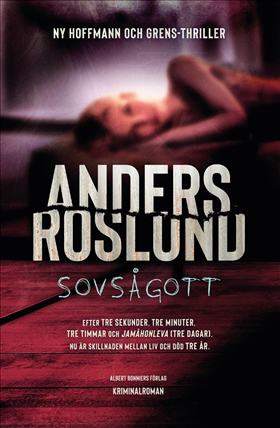 NY HOFFMANN OCH GRENS-THRILLER
ANDERS
ROSLUND
SOVSÅGOTT
EFTER TRE SEKUNDER, TRE MINUTER,
TRE TIMMAR OCH JAMÅHONLEVA (TRE DAGAR).
NU ÄR SKILLNADEN MELLAN LIV OCH DÖD TRE ÅR.
ALBERT BONNIERS FÖRLAG
KRIMINALROMAN